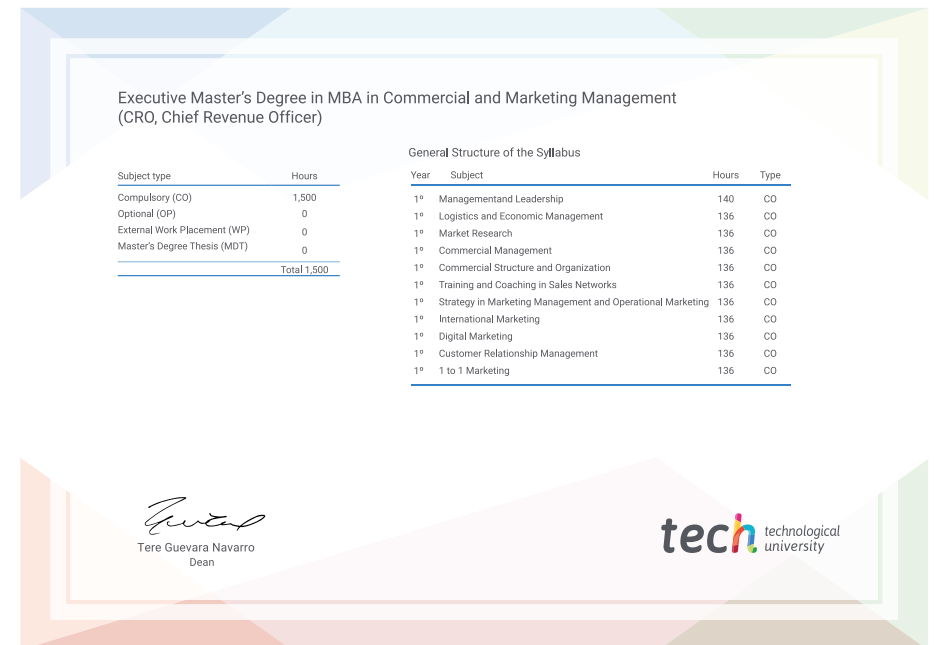 Executive Master's Degree in MBA in Commercial and Marketing Management
(CRO, Chief Revenue Officer)
General Structure of the Syllabus
Subject type Hours
Compulsory (CO) 1,500
Optional (OP) 0
External Work Placement (WP) 0
Master's Degree Thesis (MDT) 0
Total 1,500
Year Subject Hours Type
1º Managementand Leadership 140 CO
1º Logistics and Economic Management 136 CO
1º Market Research 136 CO
1º Commercial Management 136 CO
1º Commercial Structure and Organization 136 CO
1º Training and Coaching in Sales Networks 136 CO
1º Strategy in Marketing Management and Operational Marketing 136 CO
1º International Marketing 136 CO
1º Digital Marketing 136 CO
1º Customer Relationship Management 136 CO
1º 1 to 1 Marketing 136 CO
Tere Guevara Navarro
Dean
tech technological
university